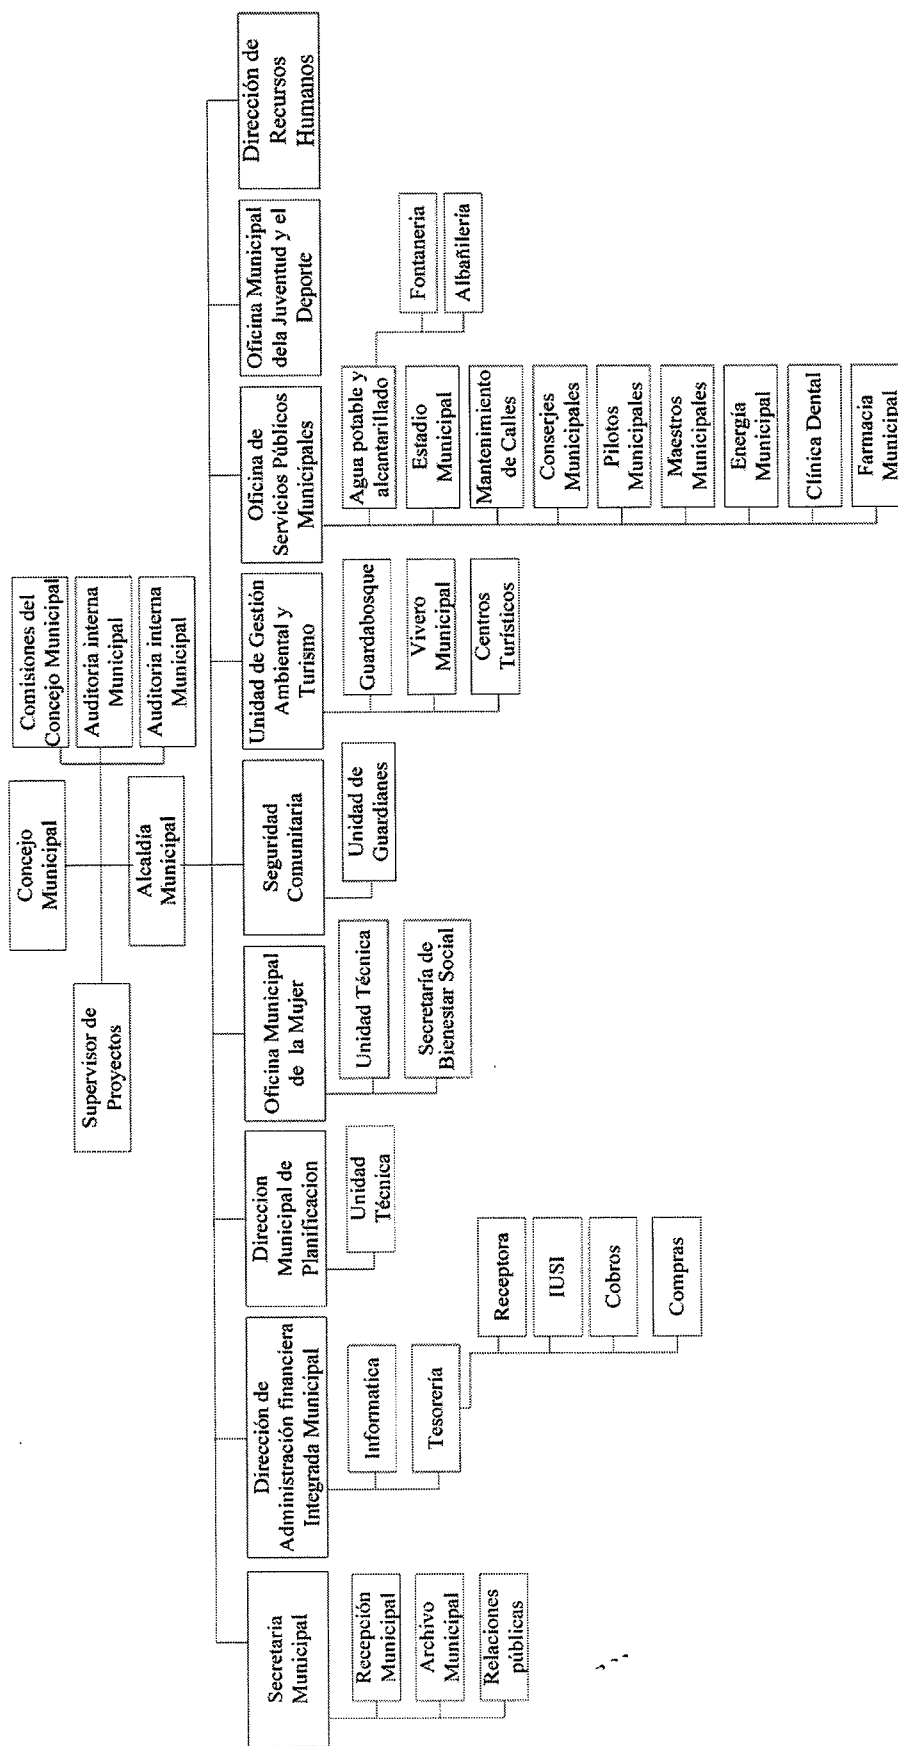 Concejo
Municipal
Comisiones del
Concejo Municipal
Auditoria interna
Municipal
Auditoria interna
Municipal
Supervisor de
Proyectos
Alcaldía
Municipal
Secretaria
Municipal
Recepción
Municipal
Archivo
Municipal
Relaciones
públicas
Dirección de
Administración financiera
Integrada Municipal
Informatica
Tesorería
Receptora
IUSI
Cobros
Compras
Direccion
Municipal de
Planificacion
Unidad
Técnica
Oficina Municipal
de la Mujer
Unidad Técnica
Secretaría de
Bienestar Social
Seguridad
Comunitaria
Unidad de
Guardianes
Unidad de Gestión
Ambiental y
Turismo
Guardabosque
Vivero
Municipal
Centros
Turísticos
Oficina de
Servicios Públicos
Municipales
Agua potable y
alcantarillado
Fontaneria
Albañilería
Estadio
Municipal
Mantenimiento
de Calles
Conserjes
Municipales
Pilotos
Municipales
Maestros
Municipales
Energía
Municipal
Clínica Dental
Farmacia
Municipal
Oficina Municipal
dela Juventud y el
Deporte
Dirección de
Recursos
Humanos